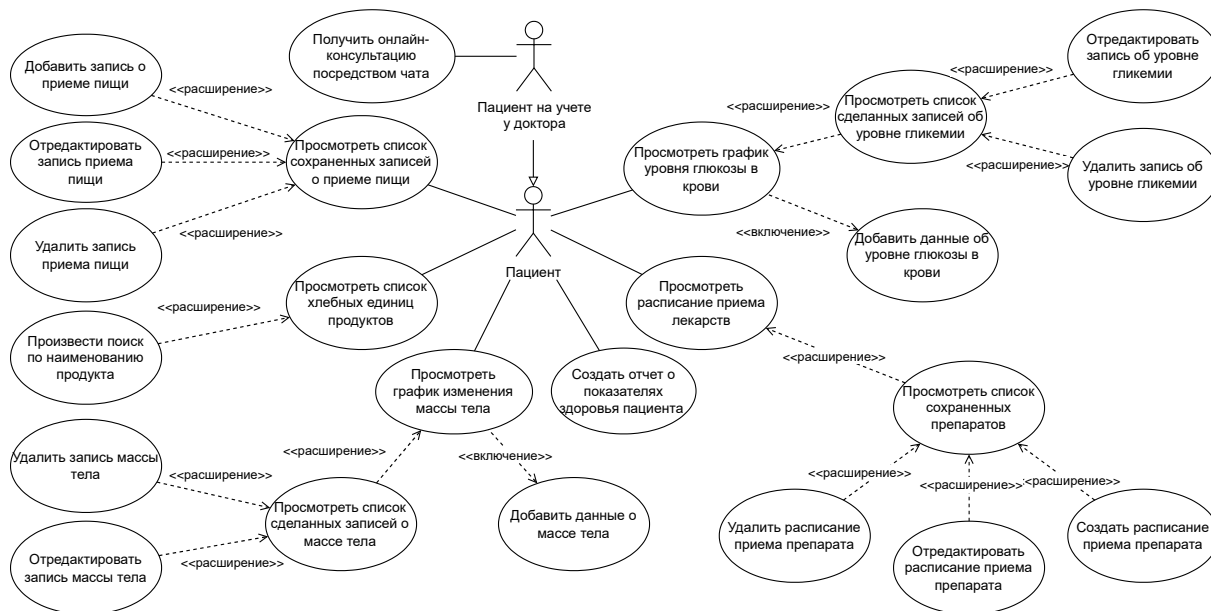 Получить онлайн-
консультацию
посредством чата
Пациент на учете
у доктора
Отредактировать
запись об уровне
гликемии
<<расширение>>
Добавить запись о
приеме пищи
<<расширение>>
<<расширение>>
Просмотреть список
сделанных записей об
уровне гликемии
Отредактировать
запись приема
пищи
<<расширение>>
Просмотреть список
сохраненных записей
о приеме пищи
Просмотреть график
уровня глюкозы в
крови
<<расширение>>
Удалить запись об
уровне гликемии
<<расширение>>
Удалить запись
приема пищи
<<включение>>
Добавить данные об
уровне глюкозы в
крови
Пациент
Просмотреть список
хлебных единиц
продуктов
Просмотреть
расписание приема
лекарств
<<расширение>>
Произвести поиск
по наименованию
продукта
<<расширение>>
Просмотреть
график изменения
массы тела
Создать отчет о
показателях
здоровья пациента
Просмотреть список
сохраненных
препаратов
Удалить запись массы
тела
<<расширение>>
<<расширение>>
<<включение>>
<<расширение>>
<<расширение>>
<<расширение>>
Просмотреть список
сделанных записей о
массе тела
Добавить данные о
массе тела
Удалить расписание
приема препарата
Создать расписание
приема препарата
Отредактировать
запись массы тела
<<расширение>>
Отредактировать
расписание приема
препарата